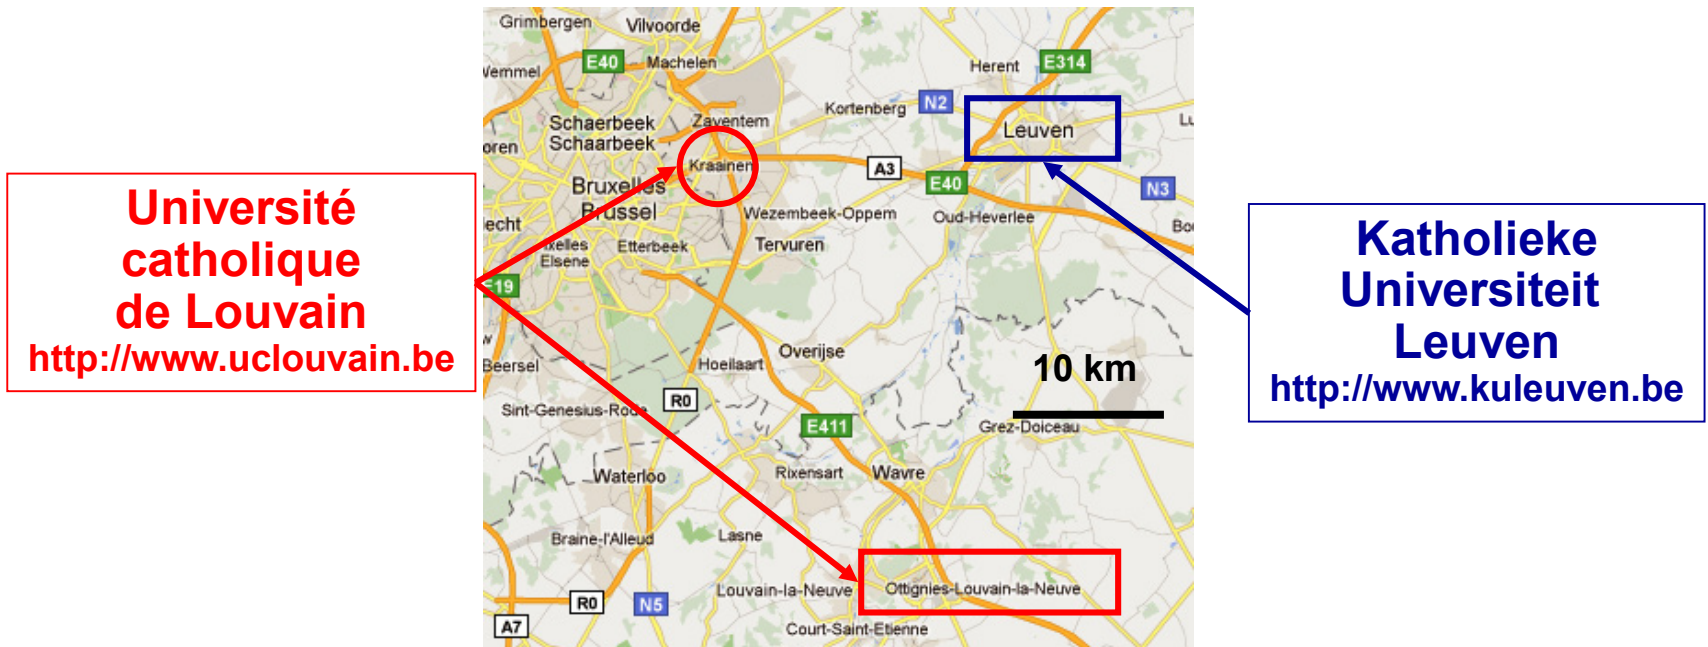 Université
catholique
de Louvain
http://www.uclouvain.be
Grimbergen
Vilvoorde
E40
Machelen
Wemmel
Herent
E314
Kortenberg
N2
Schaerbeek
Schaarbeek
Zaventem
Leuven
Kraainen
A3
E40
N3
Bruxelles
Brussel
Wezembeek-Oppem
Oud-Heverlee
Etterbeek
Tervuren
Elsene
E19
Overijse
Hoeilaart
Beersel
10 km
Sint-Genesius-Rode
R0
E411
Grez-Doiceau
Waterloo
Rixensart
Wavre
Braine-l'Alleud
Lasne
Louvain-la-Neuve
Ottignies-Louvain-la-Neuve
R0
N5
A7
Court-Saint-Etienne
Katholieke
Universiteit
Leuven
http://www.kuleuven.be